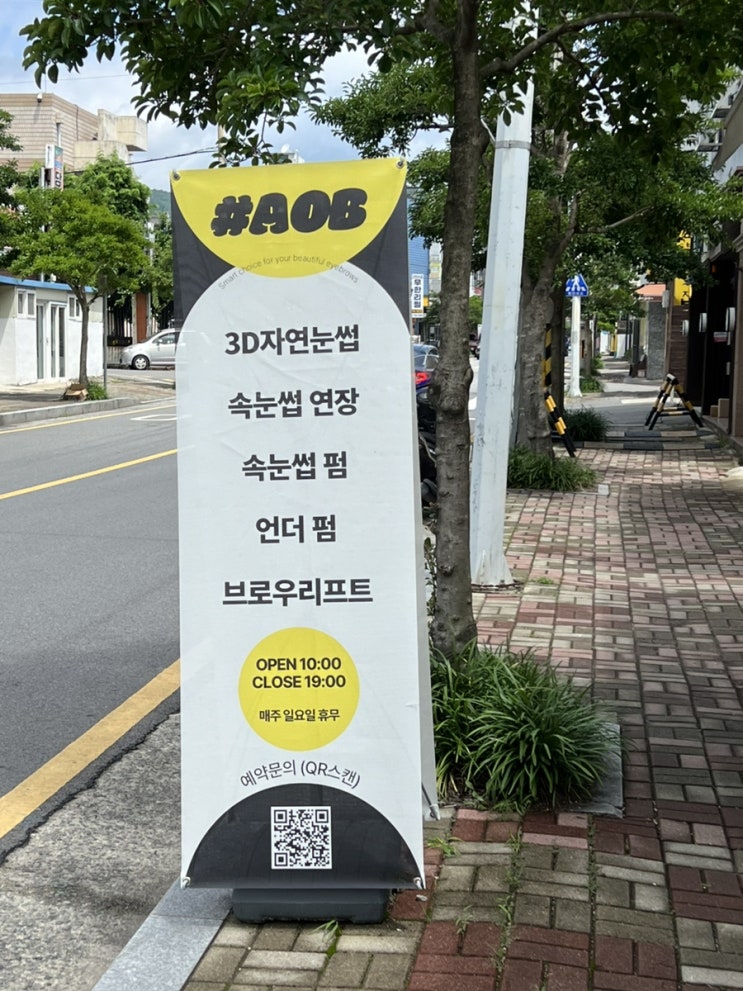 #AOB
Smart choice for your beautiful eyebrows
3D자연눈썹
속눈썹 연장
속눈썹 펌
언더 펌
브로우리프트
OPEN 10:00
CLOSE 19:00
매주 일요일 휴무
예약문의 (QR스캔)